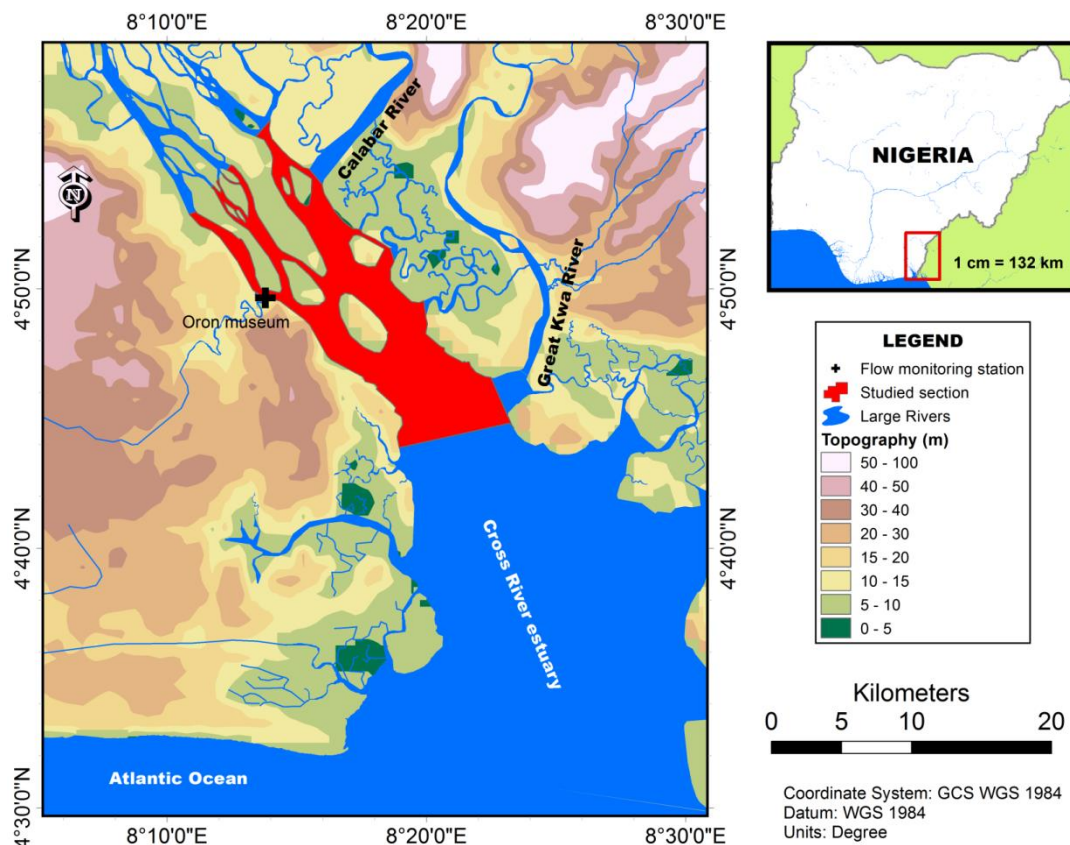 8°10'0"E
8°20'0"E
8°30'0"E
4°50'0"N
4°40'0"N
4°30'0"N
N
Calabar River
Great Kwa River
Oron museum
Cross River estuary
Atlantic Ocean
4°50'0"N
4°40'0"N
4°30'0"N
8°10'0"E
8°20'0"E
8°30'0"E
NIGERIA
1 cm = 132 km
LEGEND
Flow monitoring station
Studied section
Large Rivers
Topography (m)
50 - 100
40 - 50
30 - 40
20 - 30
15 - 20
10 - 15
5 - 10
0 - 5
Kilometers
0 5 10 20
Coordinate System: GCS WGS 1984
Datum: WGS 1984
Units: Degree